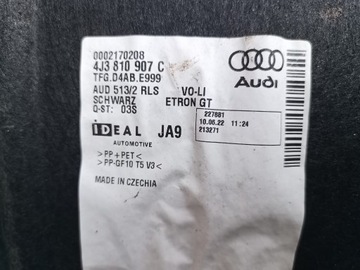 0002170208
4J3 810 907 C
TFG.D4AB.E999
AUD 513/2 RLS VO-LI
SCHWARZ ETRON GT
Q-ST: 03S
Audi
227881
10.06.22 11:24
213271
IDEAL JA9
AUTOMOTIVE
>PP+PET<
>PP-GF10 T5 V3<
MADE IN CZECHIA